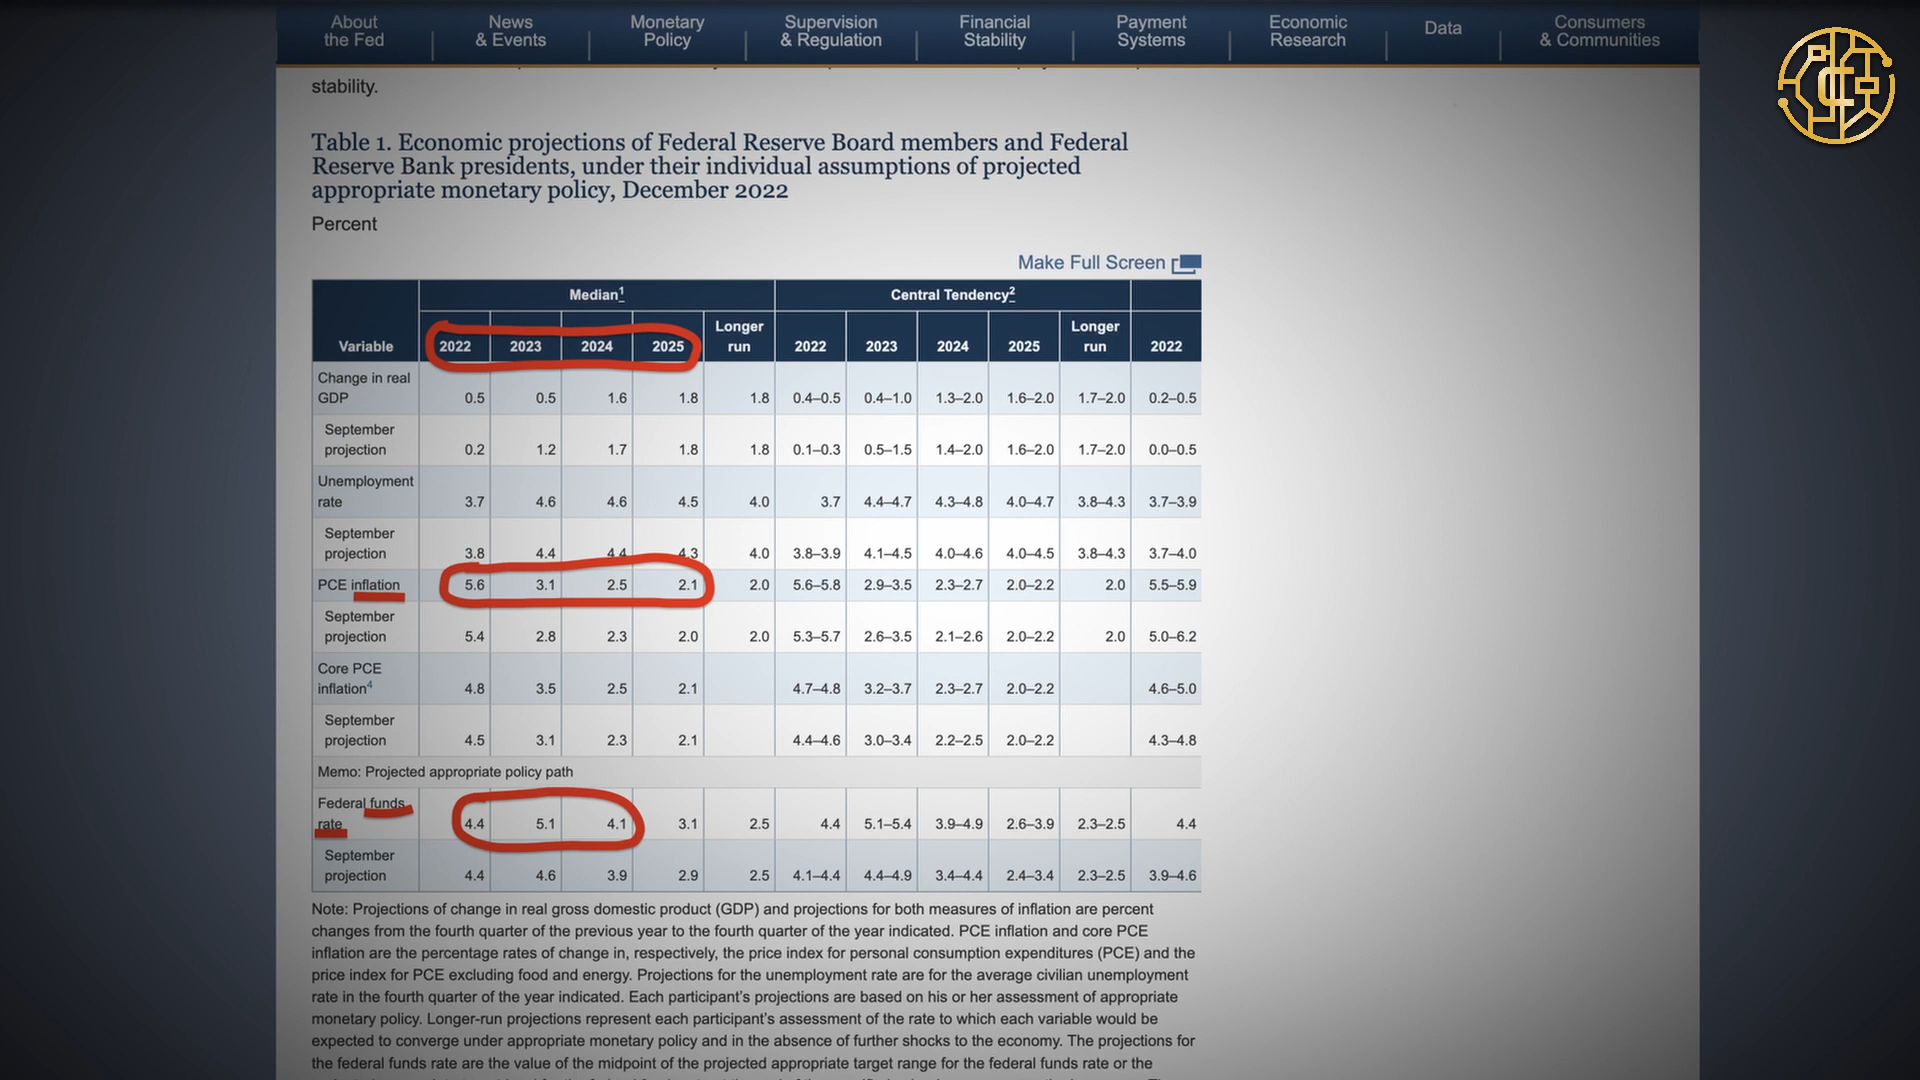 About
the Fed
News
& Events
Monetary
Policy
Supervision
& Regulation
Financial
Stability
Payment
Systems
Economic
Research
Data
Consumers
& Communities
stability.
Table 1. Economic projections of Federal Reserve Board members and Federal
Reserve Bank presidents, under their individual assumptions of projected
appropriate monetary policy, December 2022
Percent
Make Full Screen
Variable Median1 Central Tendency2
2022 2023 2024 2025 Longer run 2022 2023 2024 2025 Longer run 2022
Change in real
GDP 0.5 0.5 1.6 1.8 1.8 0.4–0.5 0.4–1.0 1.3–2.0 1.6–2.0 1.7–2.0 0.2–0.5
September
projection 0.2 1.2 1.7 1.8 1.8 0.1–0.3 0.5–1.5 1.4–2.0 1.6–2.0 1.7–2.0 0.0–0.5
Unemployment
rate 3.7 4.6 4.6 4.5 4.0 3.7 4.4–4.7 4.3–4.8 4.0–4.7 3.8–4.3 3.7–3.9
September
projection 3.8 4.4 4.4 4.3 4.0 3.8–3.9 4.1–4.5 4.0–4.6 4.0–4.5 3.8–4.3 3.7–4.0
PCE inflation 5.6 3.1 2.5 2.1 2.0 5.6–5.8 2.9–3.5 2.3–2.7 2.0–2.2 2.0 5.5–5.9
September
projection 5.4 2.8 2.3 2.0 2.0 5.3–5.7 2.6–3.5 2.1–2.6 2.0–2.2 2.0 5.0–6.2
Core PCE
inflation4 4.8 3.5 2.5 2.1 4.7–4.8 3.2–3.7 2.3–2.7 2.0–2.2 4.6–5.0
September
projection 4.5 3.1 2.3 2.1 4.4–4.6 3.0–3.4 2.2–2.5 2.0–2.2 4.3–4.8
Memo: Projected appropriate policy path
Federal funds
rate 4.4 5.1 4.1 3.1 2.5 4.4 5.1–5.4 3.9–4.9 2.6–3.9 2.3–2.5 4.4
September
projection 4.4 4.6 3.9 2.9 2.5 4.1–4.4 4.4–4.9 3.4–4.4 2.4–3.4 2.3–2.5 3.9–4.6
Note: Projections of change in real gross domestic product (GDP) and projections for both measures of inflation are percent
changes from the fourth quarter of the previous year to the fourth quarter of the year indicated. PCE inflation and core PCE
inflation are the percentage rates of change in, respectively, the price index for personal consumption expenditures (PCE) and the
price index for PCE excluding food and energy. Projections for the unemployment rate are for the average civilian unemployment
rate in the fourth quarter of the year indicated. Each participant's projections are based on his or her assessment of appropriate
monetary policy. Longer-run projections represent each participant's assessment of the rate to which each variable would be
expected to converge under appropriate monetary policy and in the absence of further shocks to the economy. The projections for
the federal funds rate are the value of the midpoint of the projected appropriate target range for the federal funds rate or the